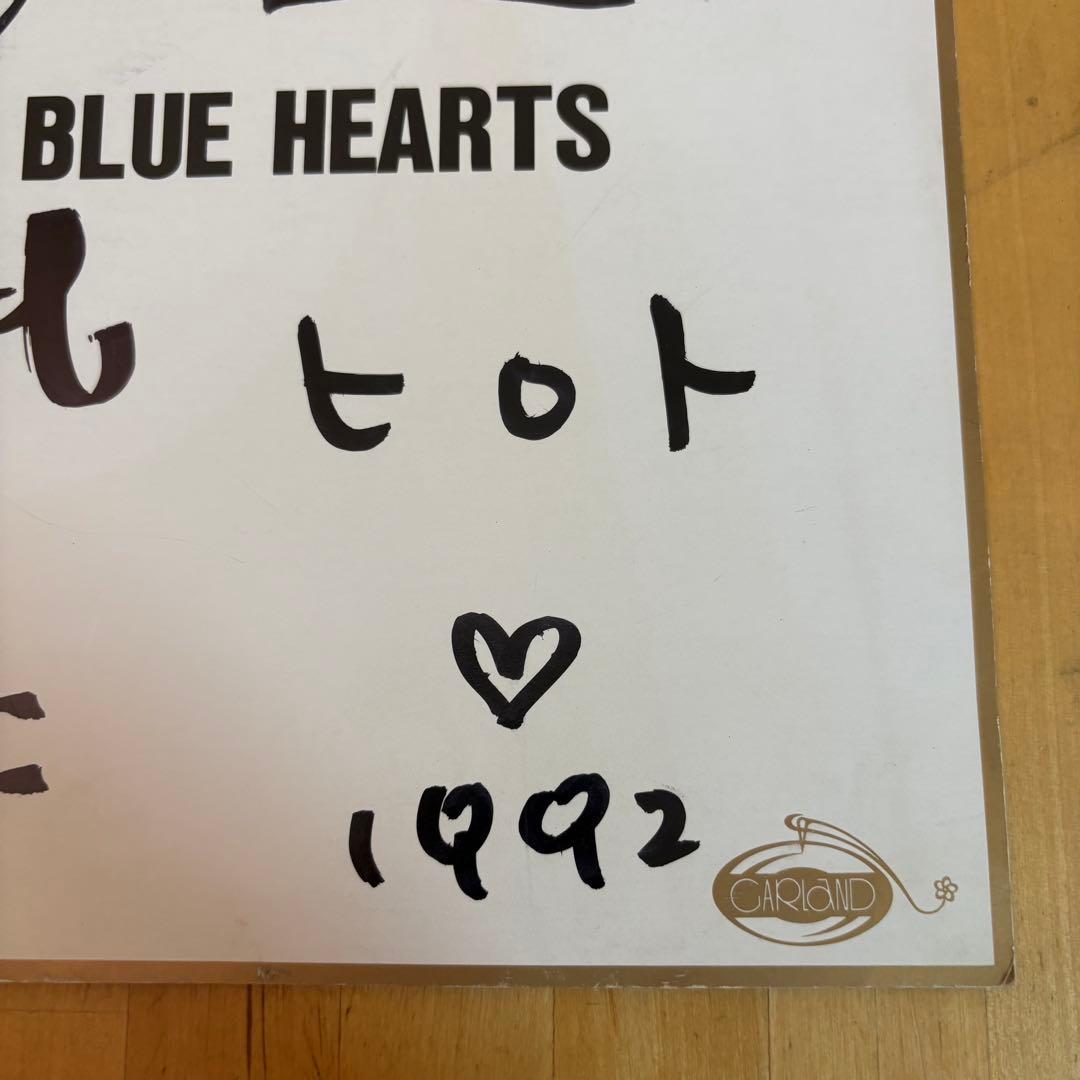 BLUE HEARTS
ヒロト
♡
1992
GARLAND